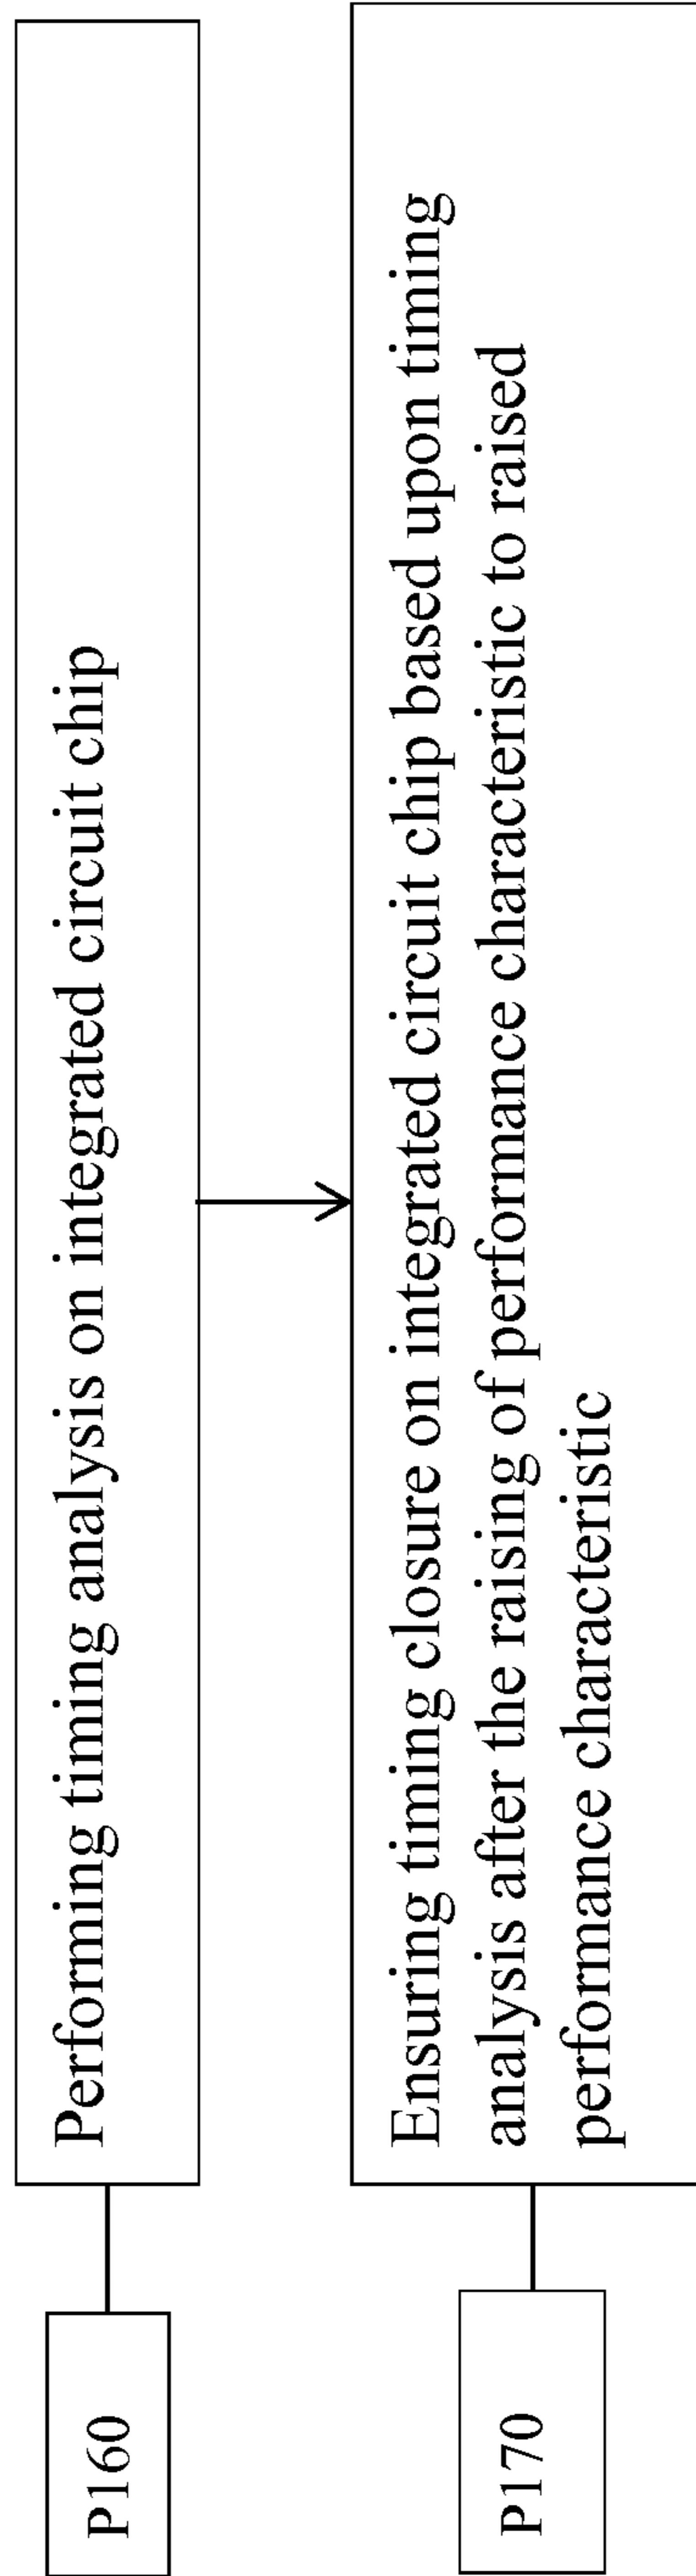 P160
Performing timing analysis on integrated circuit chip
P170
Ensuring timing closure on integrated circuit chip based upon timing
analysis after the raising of performance characteristic to raised
performance characteristic